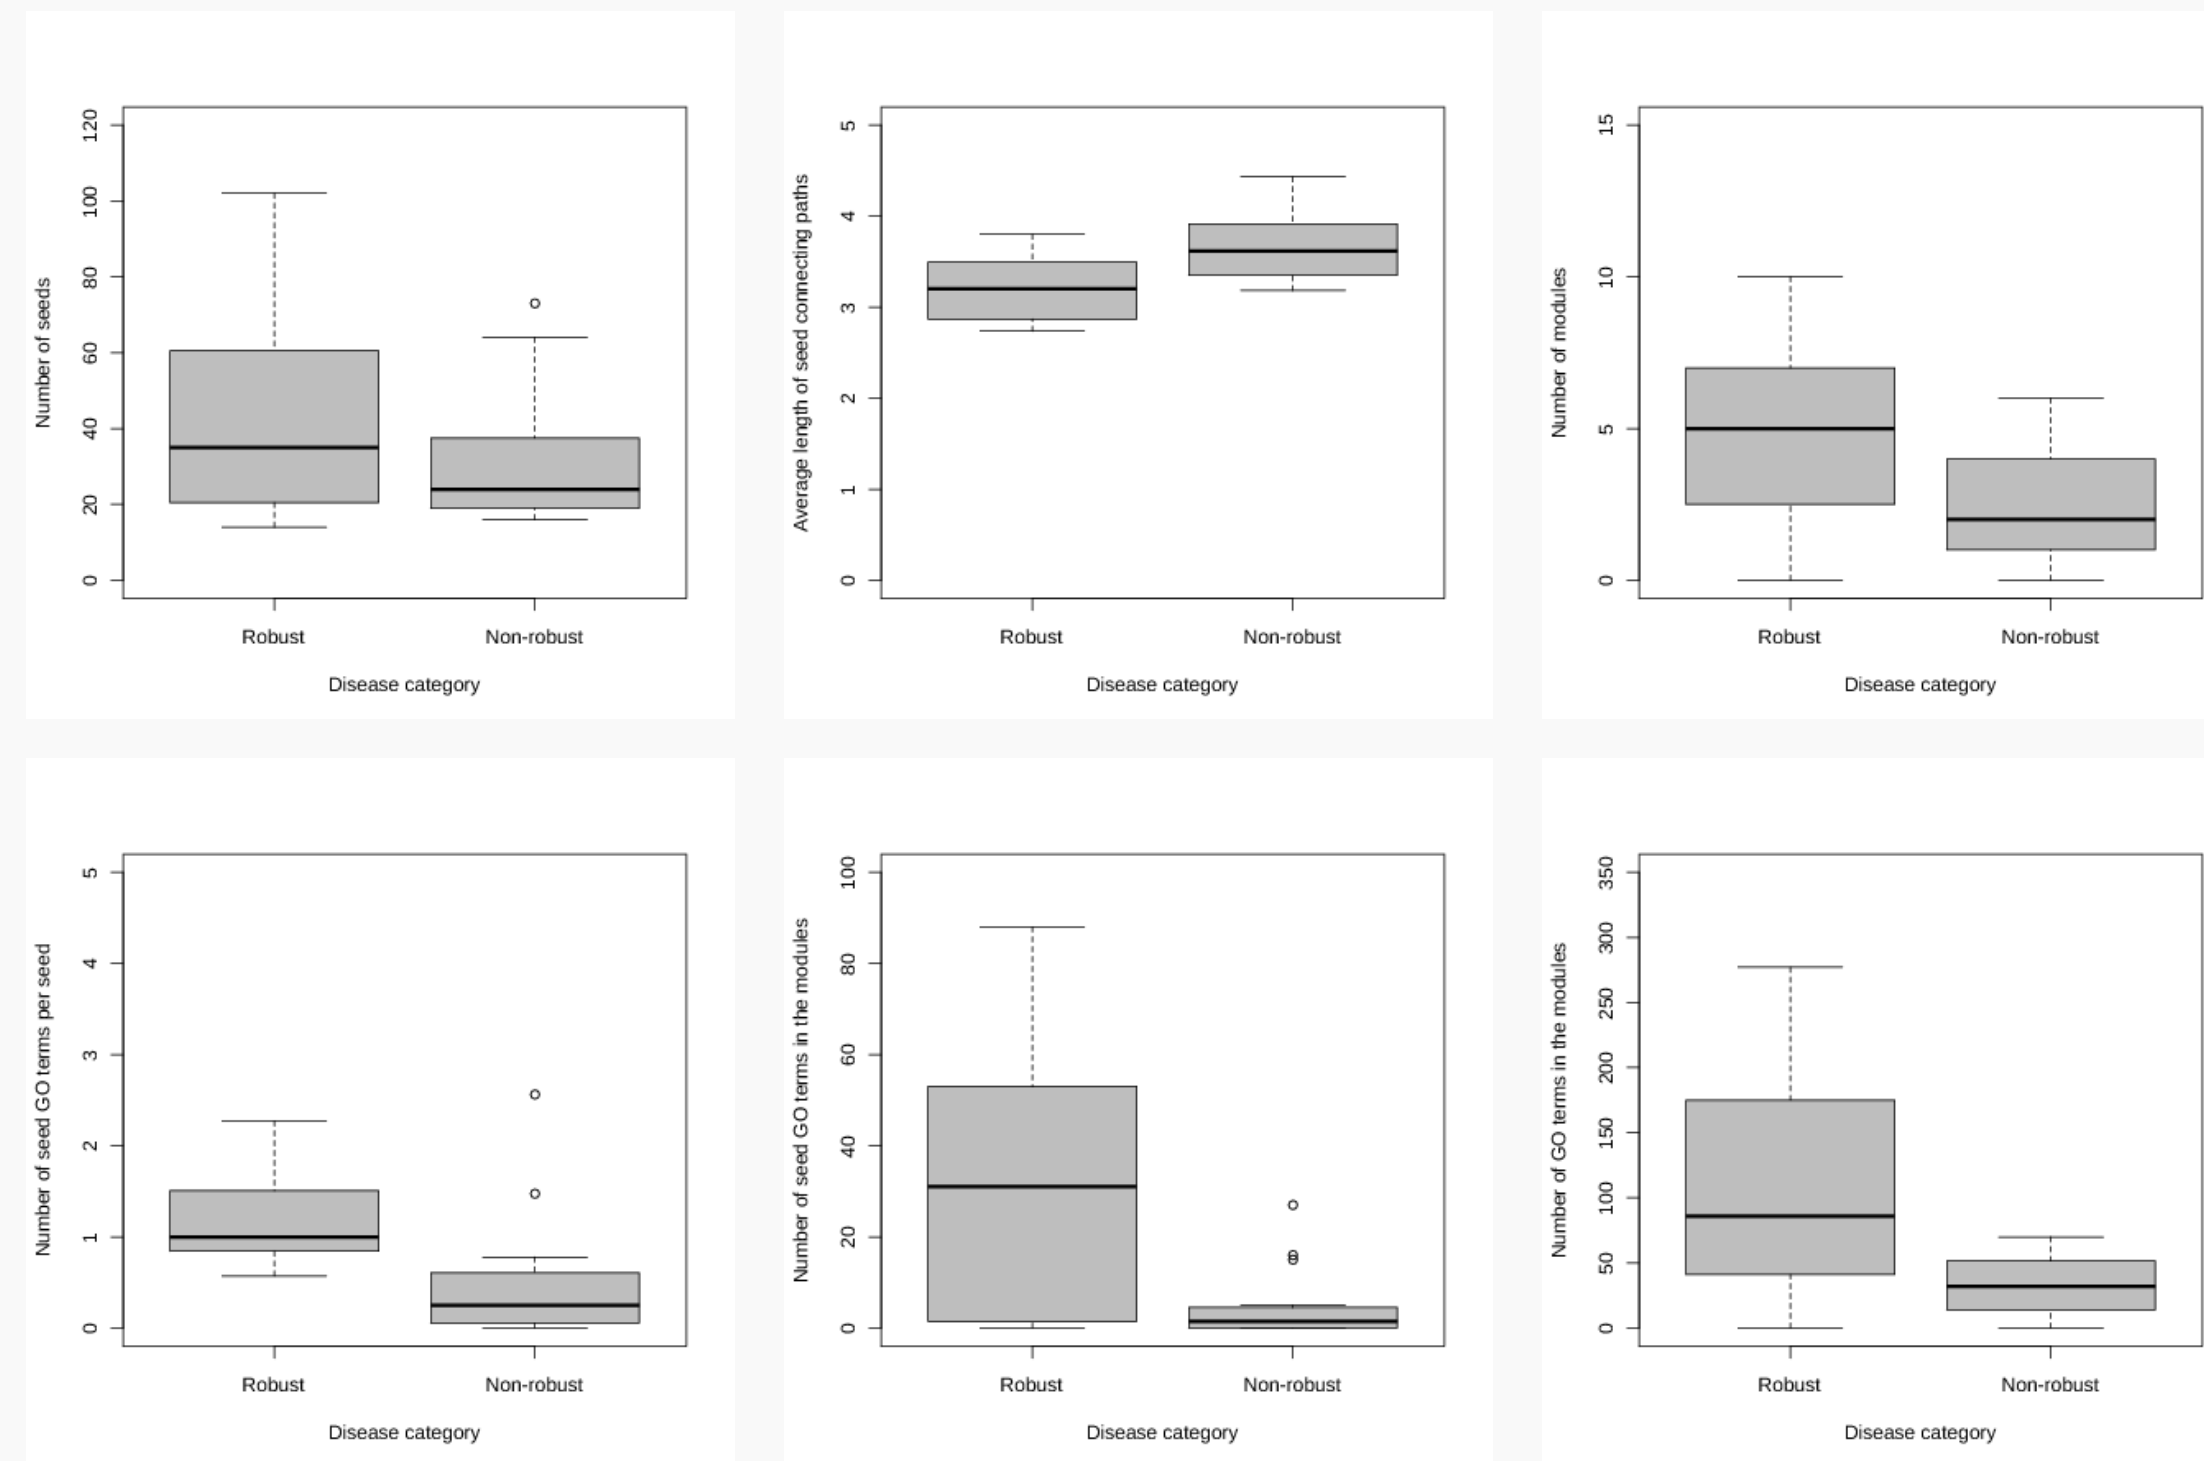 Number of seeds
120
100
80
60
40
20
0
Robust Non-robust
Disease category
Average length of seed connecting paths
5
4
3
2
1
0
Robust Non-robust
Disease category
Number of modules
15
10
5
0
Robust Non-robust
Disease category
Number of seed GO terms per seed
5
4
3
2
1
0
Robust Non-robust
Disease category
Number of seed GO terms in the modules
100
80
60
40
20
0
Robust Non-robust
Disease category
Number of GO terms in the modules
350
300
250
200
150
100
50
0
Robust Non-robust
Disease category